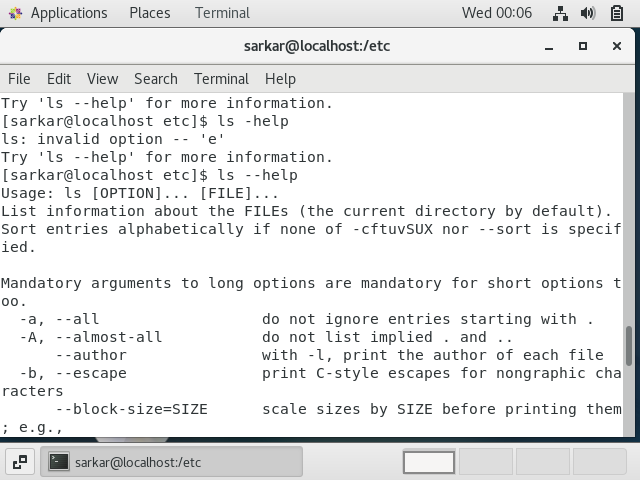 Applications Places Terminal Wed 00:06
sarkar@localhost:/etc
File Edit View Search Terminal Help
Try 'ls --help' for more information.
[sarkar@localhost etc]$ ls -help
ls: invalid option -- 'e'
Try 'ls --help' for more information.
[sarkar@localhost etc]$ ls --help
Usage: ls [OPTION]... [FILE]...
List information about the FILEs (the current directory by default).
Sort entries alphabetically if none of -cftuvSUX nor --sort is specif
ied.
Mandatory arguments to long options are mandatory for short options t
oo.
-a, --all do not ignore entries starting with .
-A, --almost-all do not list implied . and ..
--author with -l, print the author of each file
-b, --escape print C-style escapes for nongraphic cha
racters
--block-size=SIZE scale sizes by SIZE before printing them
; e.g.,
sarkar@localhost:/etc